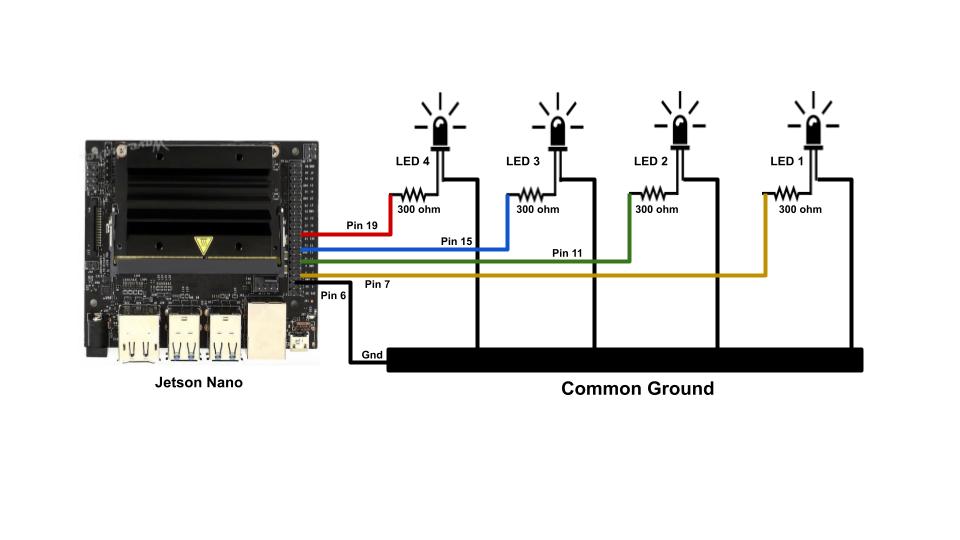 LED 4
LED 3
LED 2
LED 1
300 ohm
300 ohm
300 ohm
300 ohm
Pin 19
Pin 15
Pin 11
Pin 7
Pin 6
Gnd
Jetson Nano
Common Ground